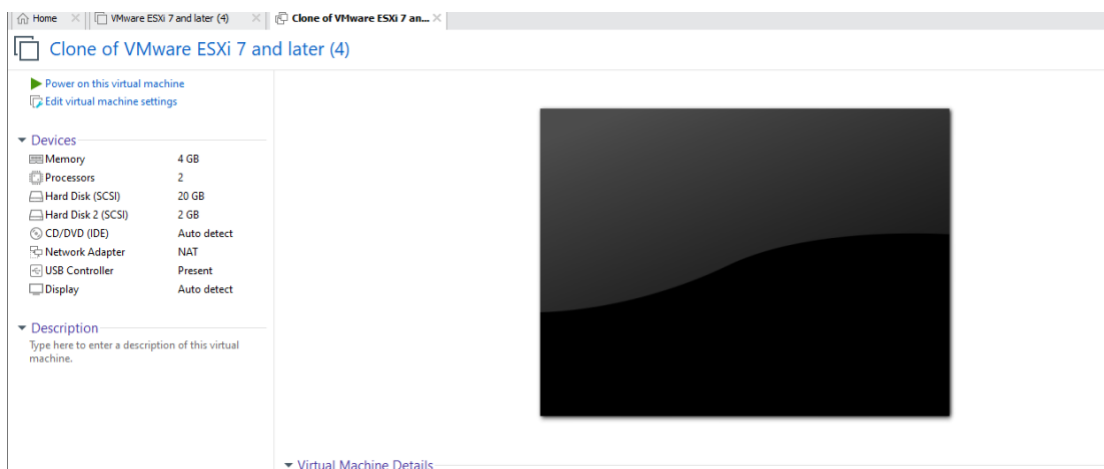 Home
VMware ESXi 7 and later (4)
Clone of VMware ESXi 7 an...
Clone of VMware ESXi 7 and later (4)
Power on this virtual machine
Edit virtual machine settings
Devices
Memory 4 GB
Processors 2
Hard Disk (SCSI) 20 GB
Hard Disk 2 (SCSI) 2 GB
CD/DVD (IDE) Auto detect
Network Adapter NAT
USB Controller Present
Display Auto detect
Description
Type here to enter a description of this virtual
machine.
Virtual Machine Details